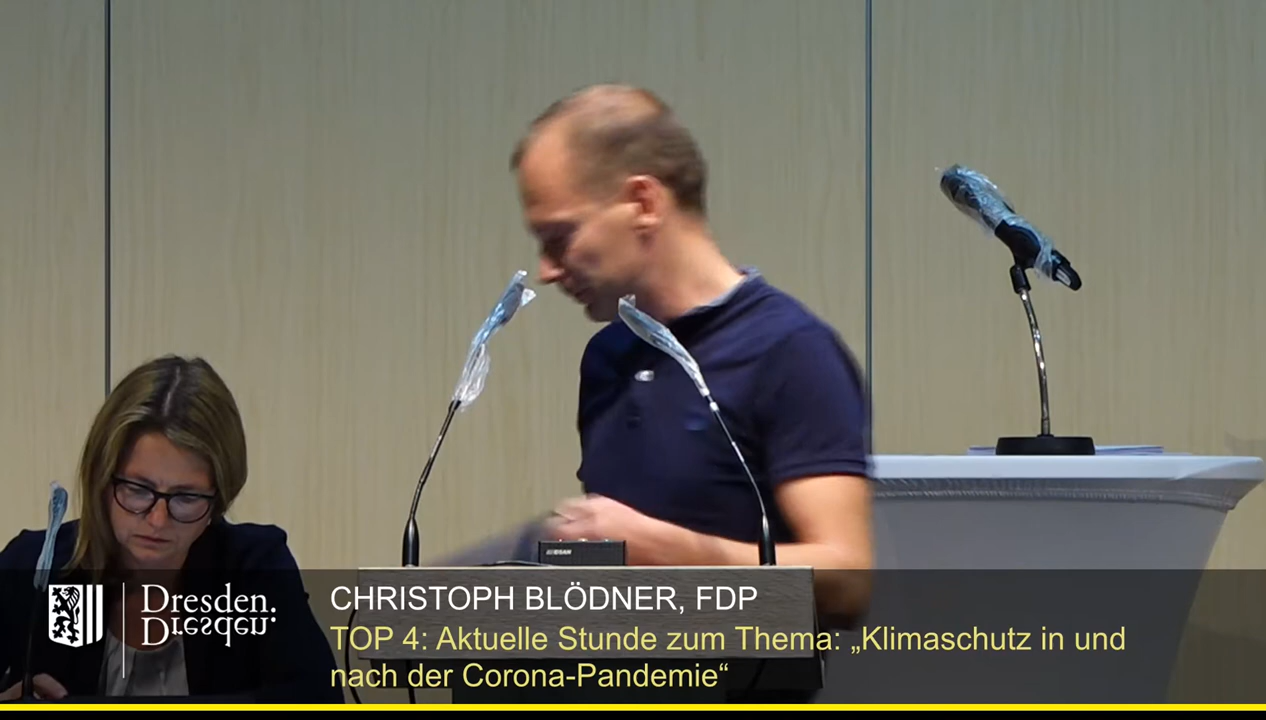 CHRISTOPH BLÖDNER, FDP
TOP 4: Aktuelle Stunde zum Thema: „Klimaschutz in und
nach der Corona-Pandemie“
Dresden.
Dresden.